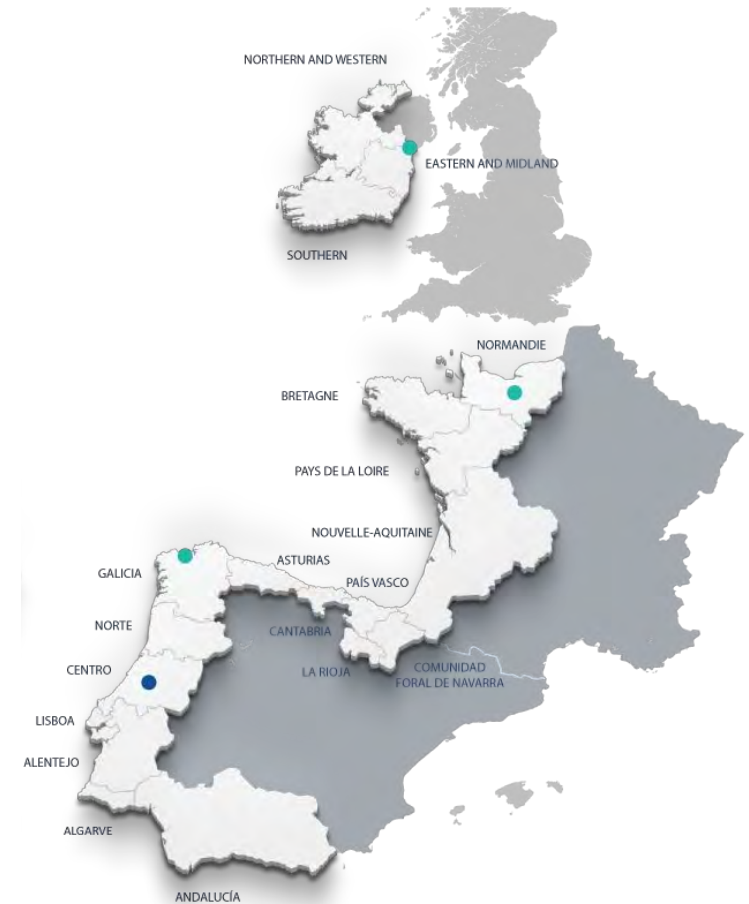 NORTHERN AND WESTERN
EASTERN AND MIDLAND
SOUTHERN
NORMANDIE
BRETAGNE
PAYS DE LA LOIRE
NOUVELLE-AQUITAINE
ASTURIAS
GALICIA
PAÍS VASCO
NORTE
CANTABRIA
CENTRO
LA RIOJA
COMUNIDAD
FORAL DE NAVARRA
LISBOA
ALENTEJO
ALGARVE
ANDALUCÍA